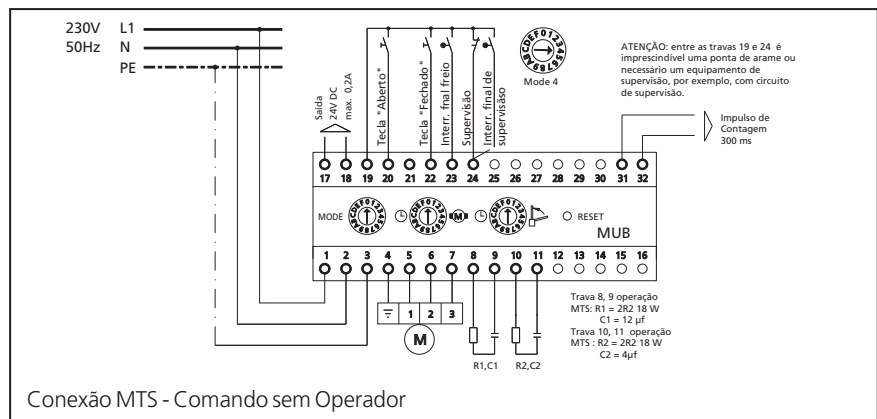 230V L1
50Hz N
PE
Saída
24V DC
max. 0,2A
Tecla "Aberto"
Tecla "Fechado"
Interr. fnal freio
Supervisão
Interr. final de
supervisãso
Mode 4
ATENÇÃO: entre as travas 19 e 24 é
imprescindível uma ponta de arame ou
necessário um equipamento de
supervisão, por exemplo, com circuito
de supervisão.
Impulso de
Contagem
300 ms
17 18 19 20 21 22 23 24 25 26 27 28 29 30 31 32
MODE
M
RESET
MUB
1 2 3 4 5 6 7 8 9 10 11 12 13 14 15 16
1 2 3
M
R1,C1
R2,C2
Trava 8, 9 operação
MTS: R1 = 2R2 18 W
C1 = 12 µf
Trava 10, 11 operação
MTS : R2 = 2R2 18 W
C2 = 4µf
Conexão MTS - Comando sem Operador